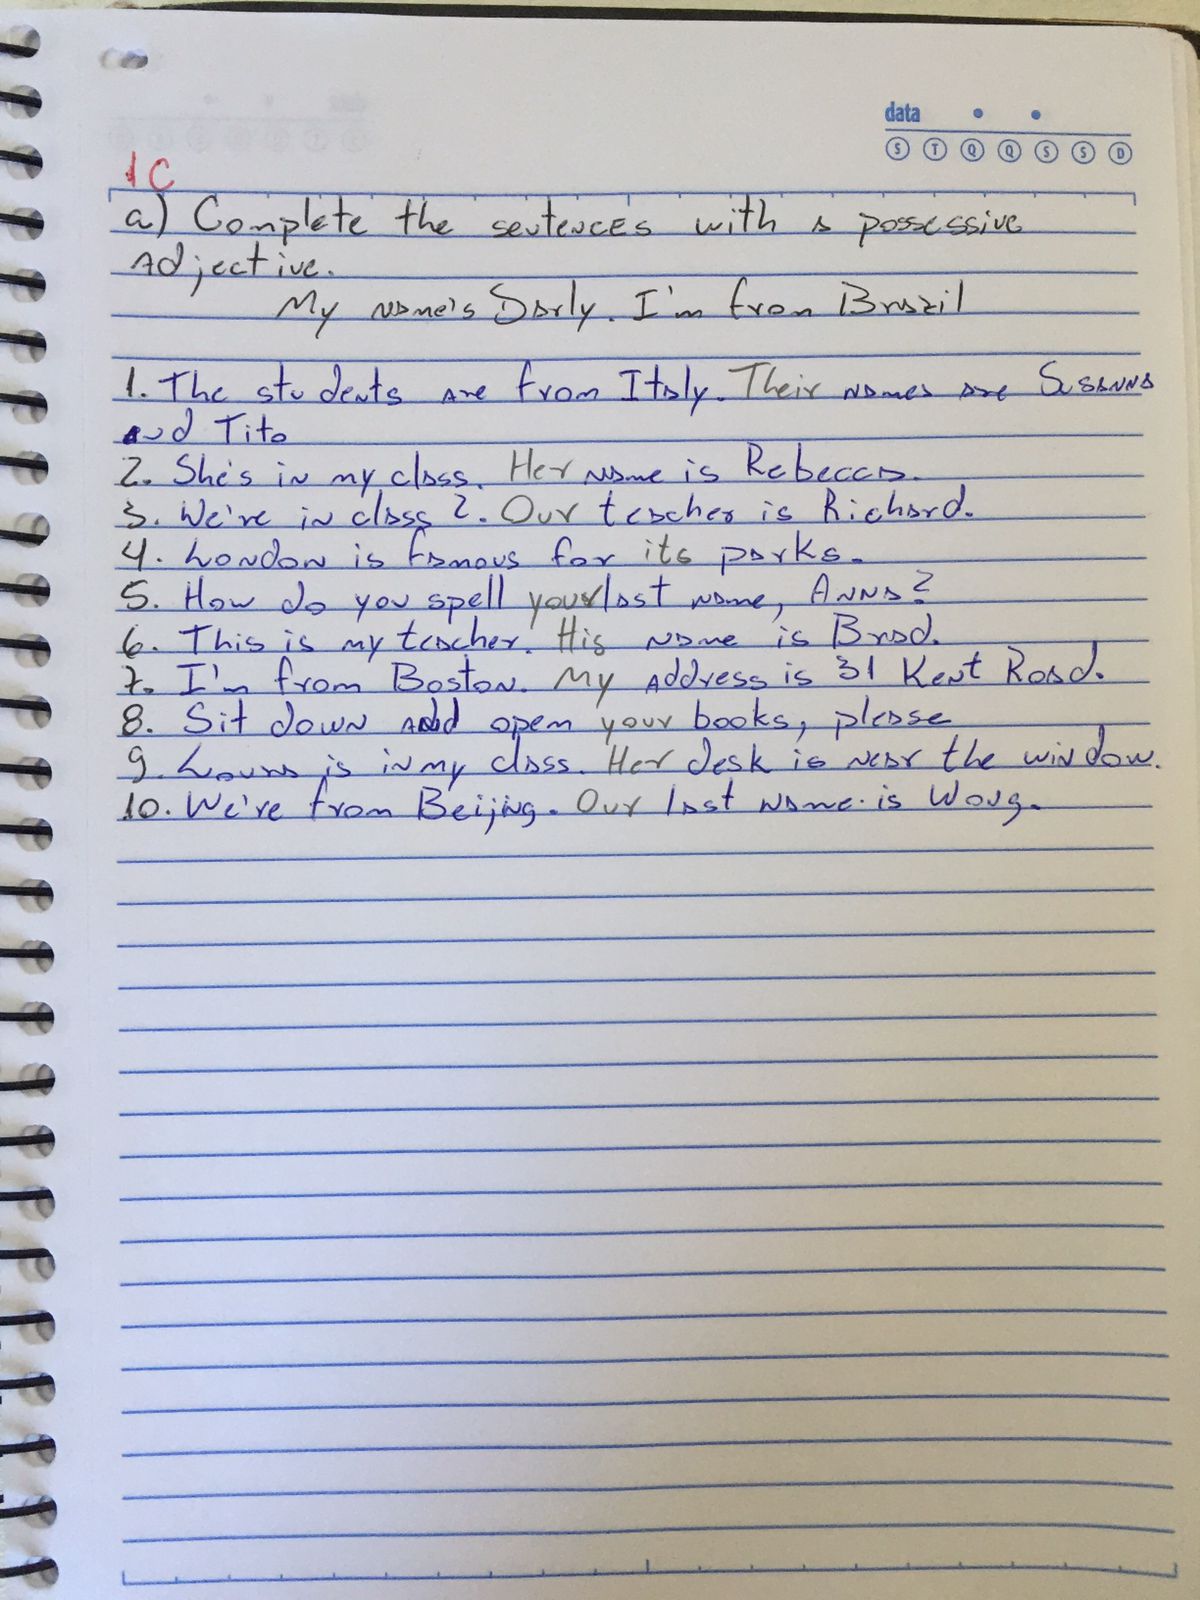 data
S T Q Q S S D
1C
a) Complete the sentences with a possessive
Adjective.
My name's Darly. I'm from Brazil
1. The students are from Italy. Their names are Susanna
and Tito
2. She's in my class. Her name is Rebecca.
3. We're in class 2. Our teacher is Richard.
4. London is famous for its parks.
5. How do you spell your last name, Anna?
6. This is my teacher. His name is Brad.
7. I'm from Boston. My address is 31 Kent Road.
8. Sit down and open your books, please
9. is in my class. Her desk is near the window.
10. We're from Beijing. Our last name is Wong.